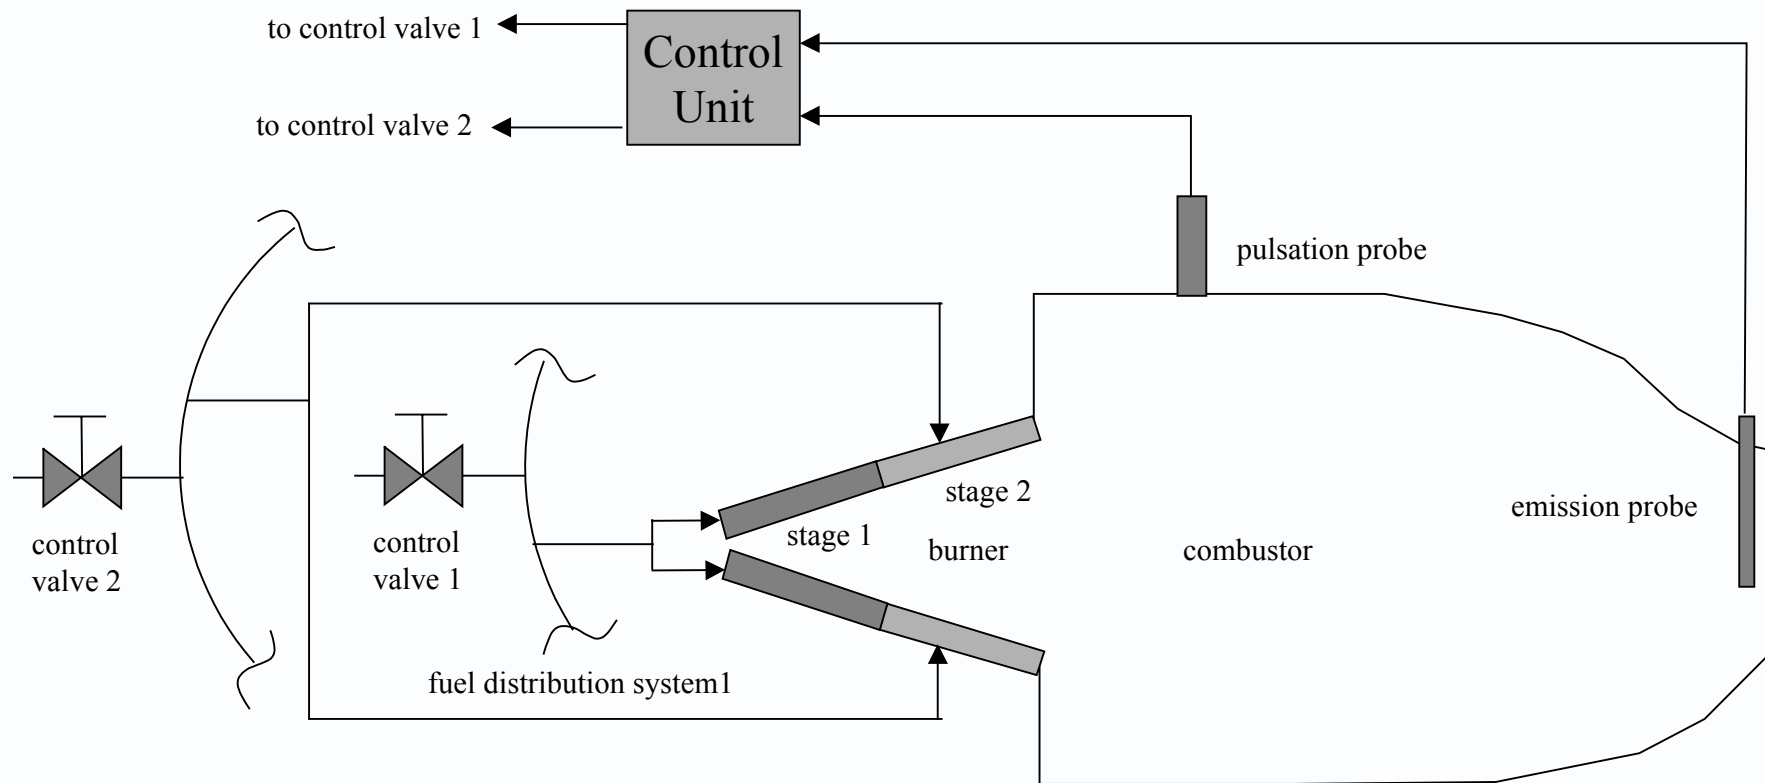 to control valve 1
Control
Unit
to control valve 2
pulsation probe
stage 2
emission probe
stage 1
burner
combustor
control
valve 2
control
valve 1
fuel distribution system1